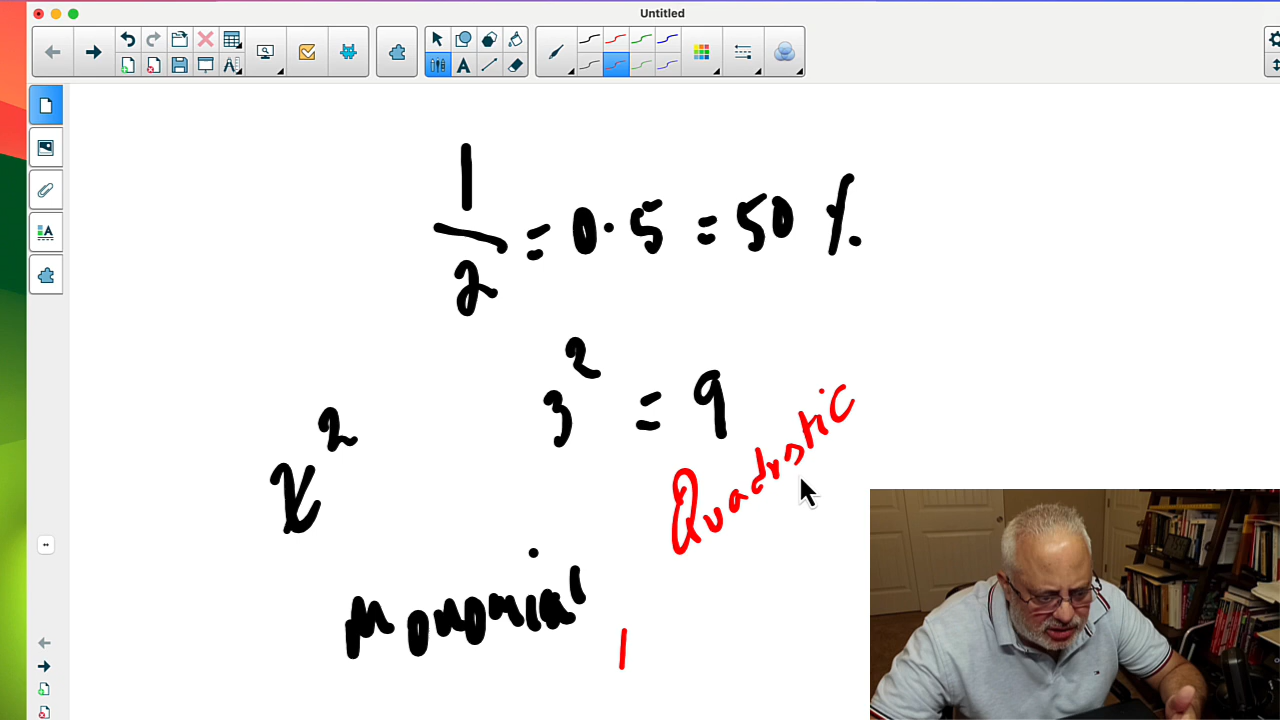 Untitled
1/2 = 0.5 = 50 %
3² = 9
x²
Quadratic
Monomial